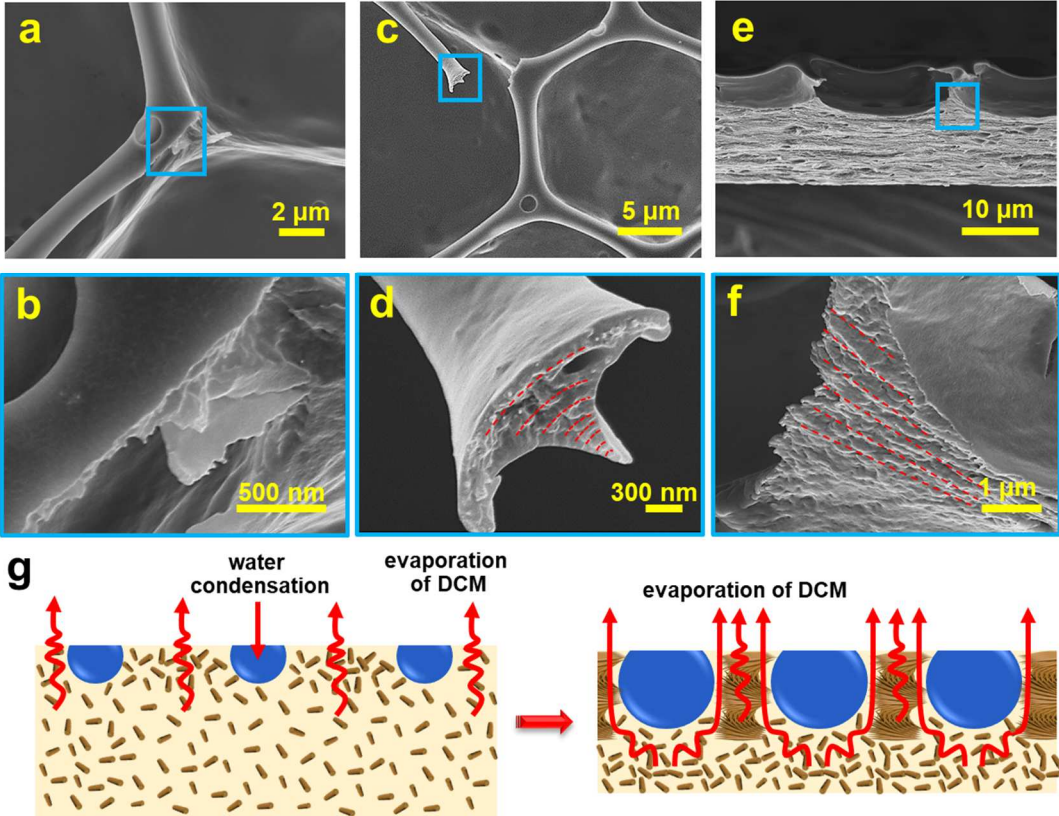 a
c
e
2 µm
5 µm
10 µm
b
d
f
500 nm
300 nm
1 µm
g
water
condensation
evaporation
of DCM
evaporation of DCM